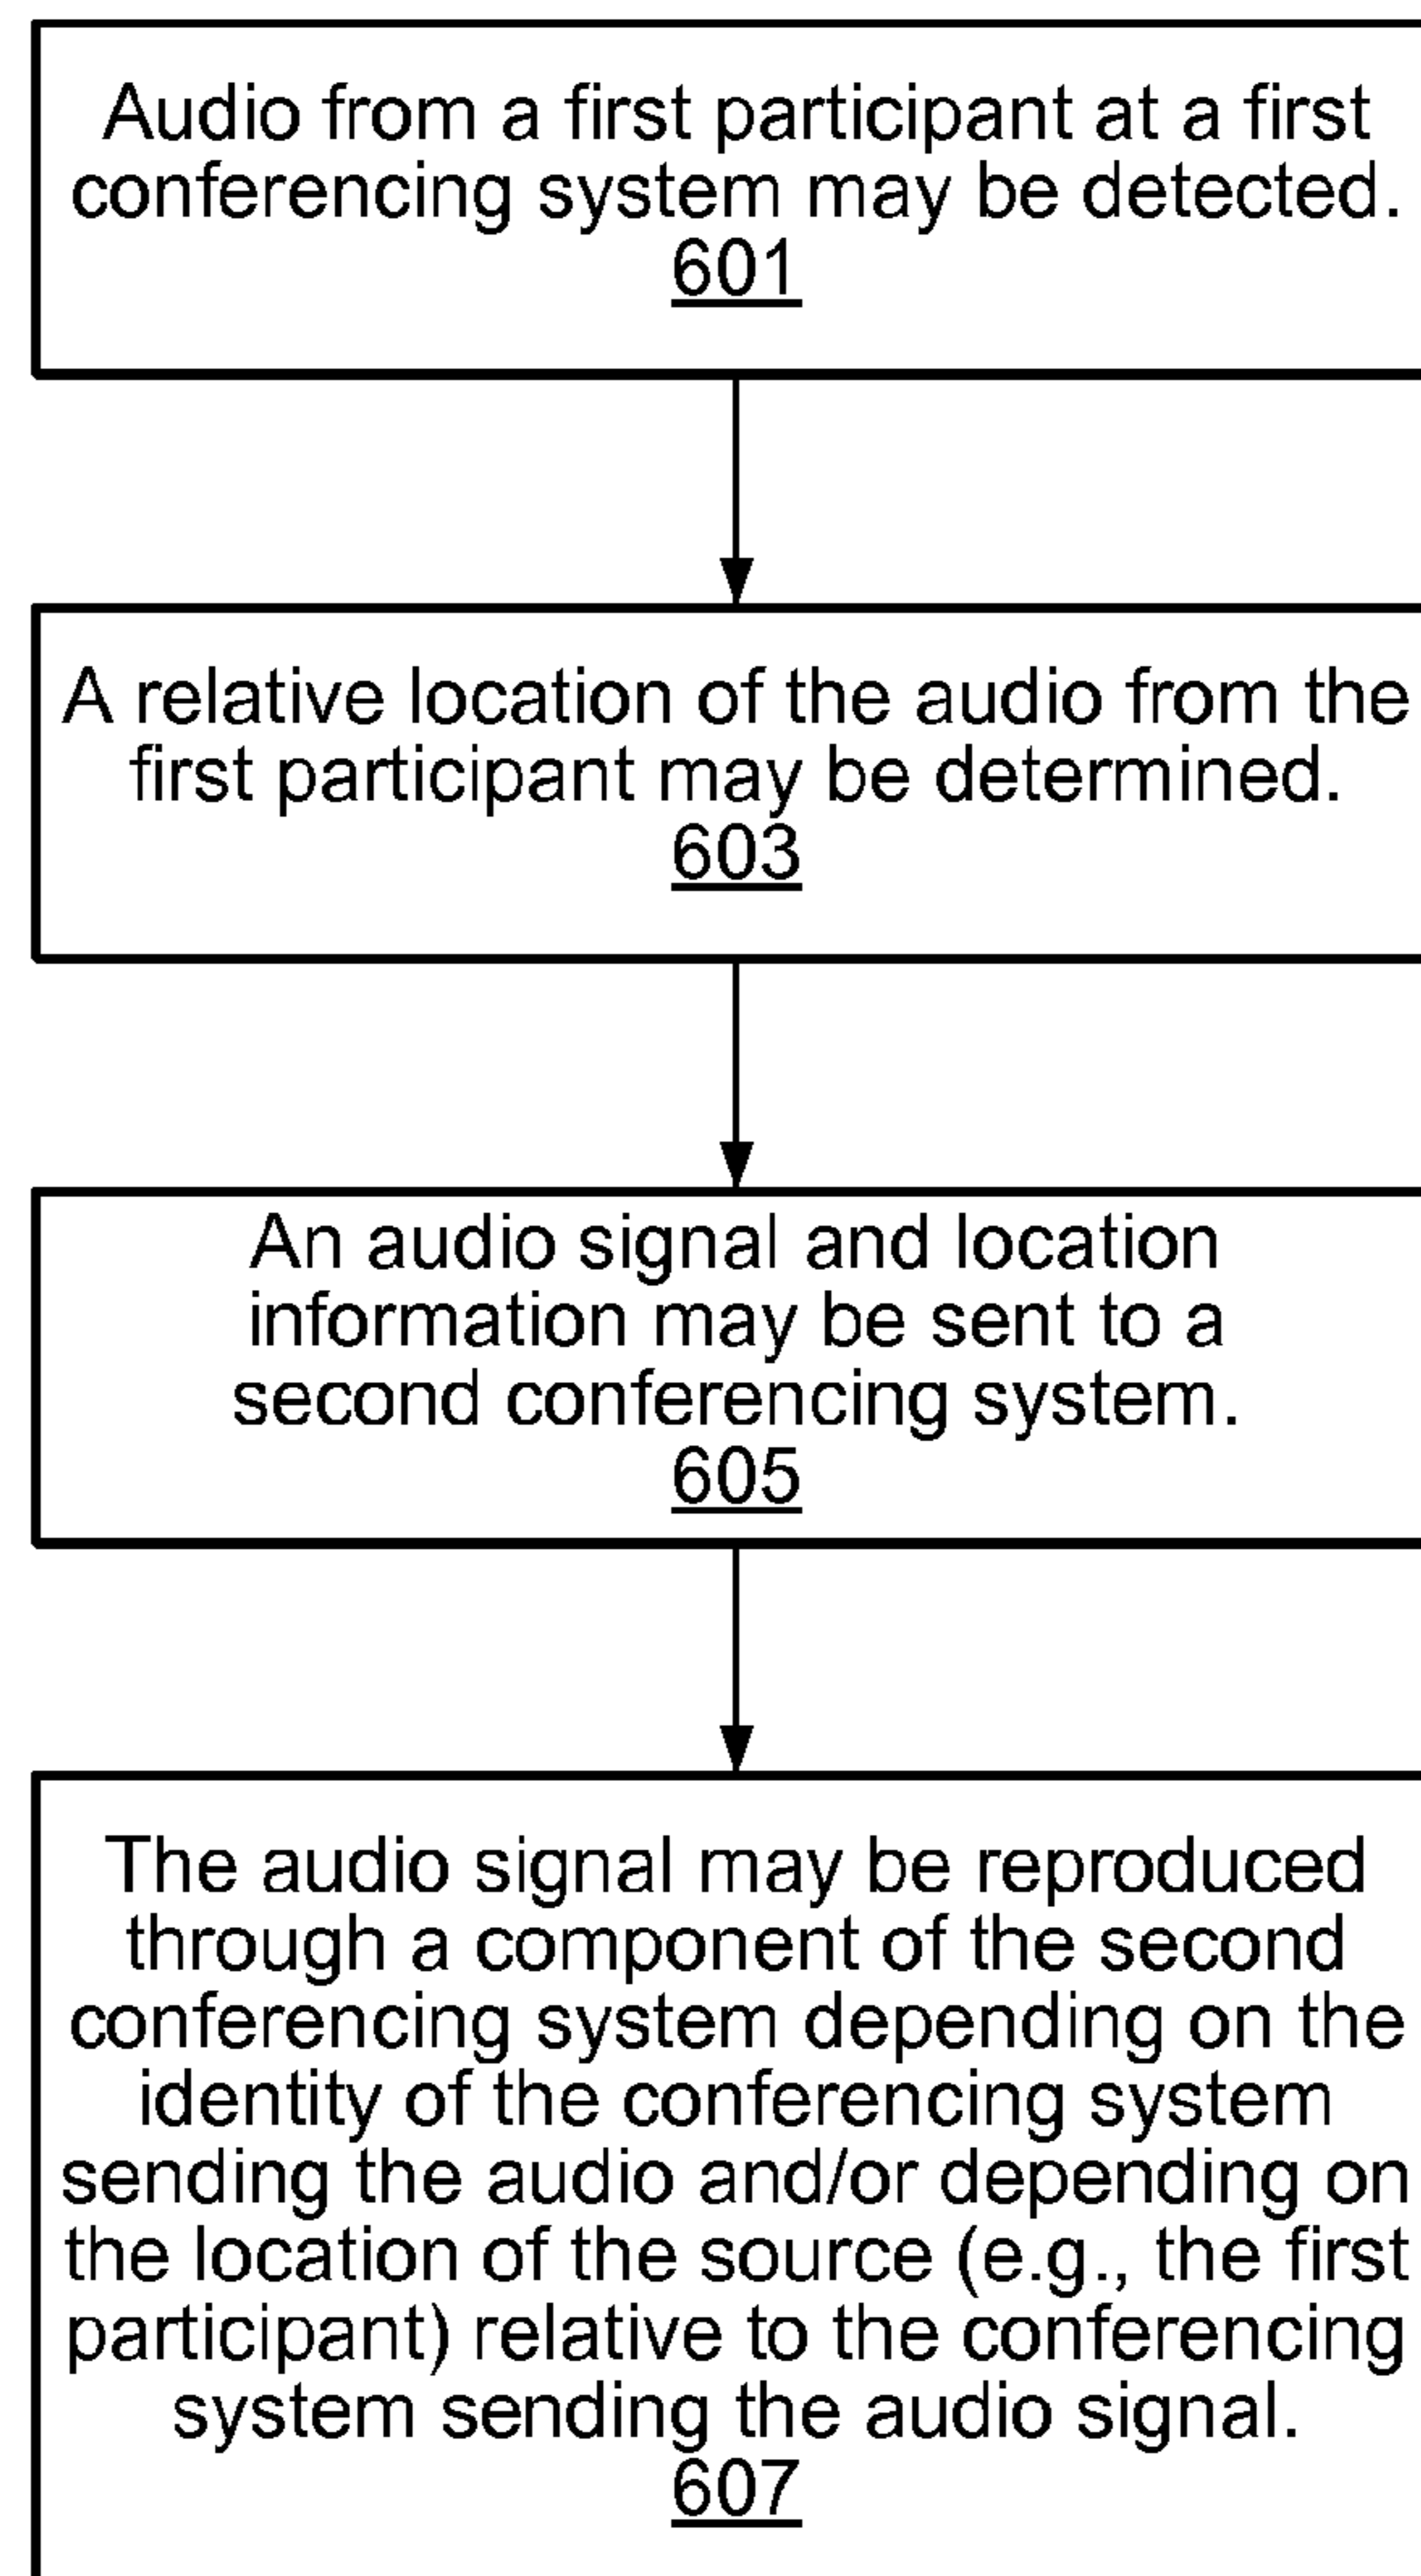 Audio from a first participant at a first
conferencing system may be detected.
601
A relative location of the audio from the
first participant may be determined.
603
An audio signal and location
information may be sent to a
second conferencing system.
605
The audio signal may be reproduced
through a component of the second
conferencing system depending on the
identity of the conferencing system
sending the audio and/or depending on
the location of the source (e.g., the first
participant) relative to the conferencing
system sending the audio signal.
607